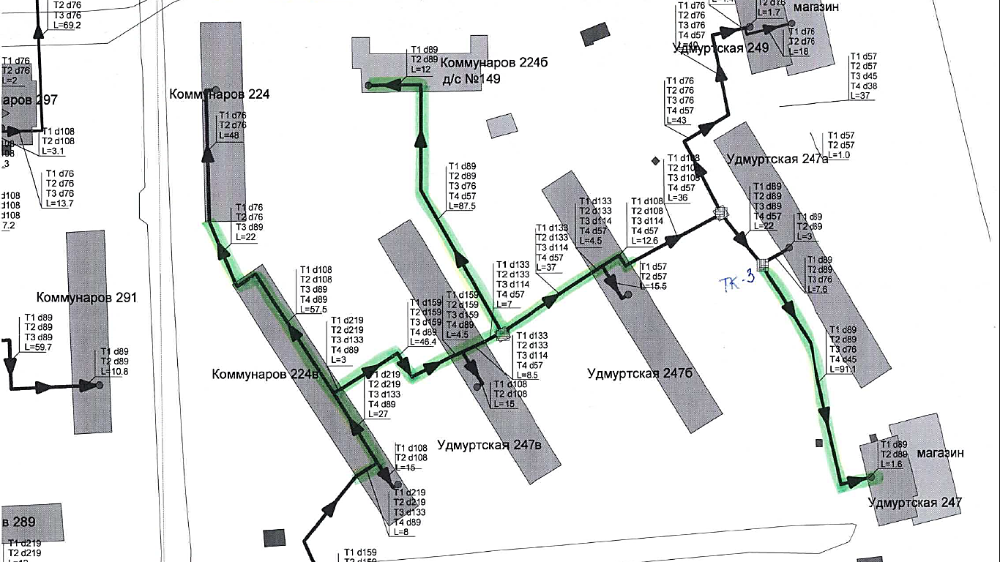 T2 d76
T3 d76
L=69.2
T1 d76
T2 d76
L=2
аров 297
T1 d108
T2 d108
L=3.1
T1 d76
T2 d76
T3 d76
L=13.7
Коммунаров 224
T1 d76
T2 d76
L=48
T1 d76
T2 d76
T3 d89
L=22
T1 d89
T2 d89
L=12
Коммунаров 224б
д/с №149
T1 d89
T2 d89
T3 d76
T4 d57
L=87.5
T1 d76
T2 d76
T3 d76
T4 d57
Удмуртская 249
L=1.7
магазин
T1 d76
T2 d76
L=18
T1 d57
T2 d57
T3 d45
T4 d38
L=37
T1 d76
T2 d76
T3 d76
T4 d57
L=43
T1 d57
T2 d57
L=1.0
Удмуртская 247а
T1 d108
T2 d108
T3 d108
T4 d57
L=36
T1 d89
T2 d89
T3 d89
T4 d57
L=22
T1 d89
T2 d89
L=3
T1 d89
T2 d89
T3 d76
L=7.6
ТК-3
T1 d133
T2 d133
T3 d114
T4 d57
L=4.5
T1 d108
T2 d108
T3 d114
T4 d57
L=12.6
T1 d133
T2 d133
T3 d114
T4 d57
L=37
T1 d57
T2 d57
L=15.5
T1 d133
T2 d133
T3 d114
T4 d57
L=7
T1 d108
T2 d108
T3 d89
T4 d89
L=57.5
Коммунаров 291
T1 d89
T2 d89
T3 d89
L=59.7
T1 d89
T2 d89
L=10.8
T1 d219
T2 d219
T3 d133
T4 d89
L=3
T1 d159
T2 d159
T3 d159
T4 d89
L=46.4
T1 d159
T2 d159
T3 d159
T4 d89
L=4.5
T1 d133
T2 d133
T3 d114
T4 d57
L=8.5
T1 d89
T2 d89
T3 d76
T4 d45
L=91.1
Коммунаров 224в
Удмуртская 247б
T1 d219
T2 d219
T3 d133
T4 d89
L=27
T1 d108
T2 d108
L=15
Удмуртская 247в
T1 d108
T2 d108
L=15
T1 d89
T2 d89
L=1.6
магазин
Удмуртская 247
T1 d219
T2 d219
T3 d133
T4 d89
L=8
в 289
T1 d219
T2 d219
T1 d159
T2 d159